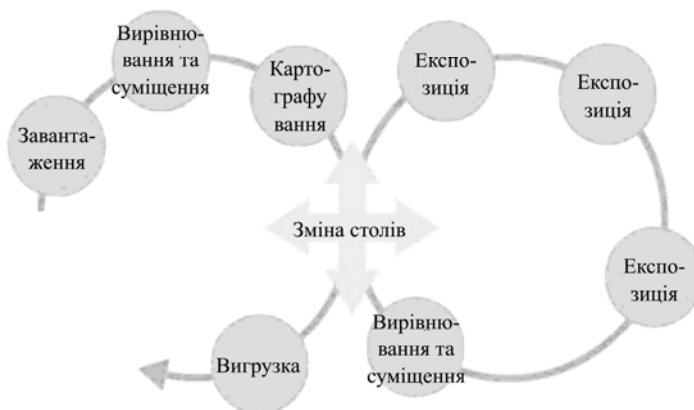 Завanта-
ження
Вирівню-
вання та
суміщення
Карто-
графу
вання
Зміна столів
Експо-
зиція
Експо-
зиція
Експо-
зиція
Вирівню-
вання та
суміщення
Вигрузка